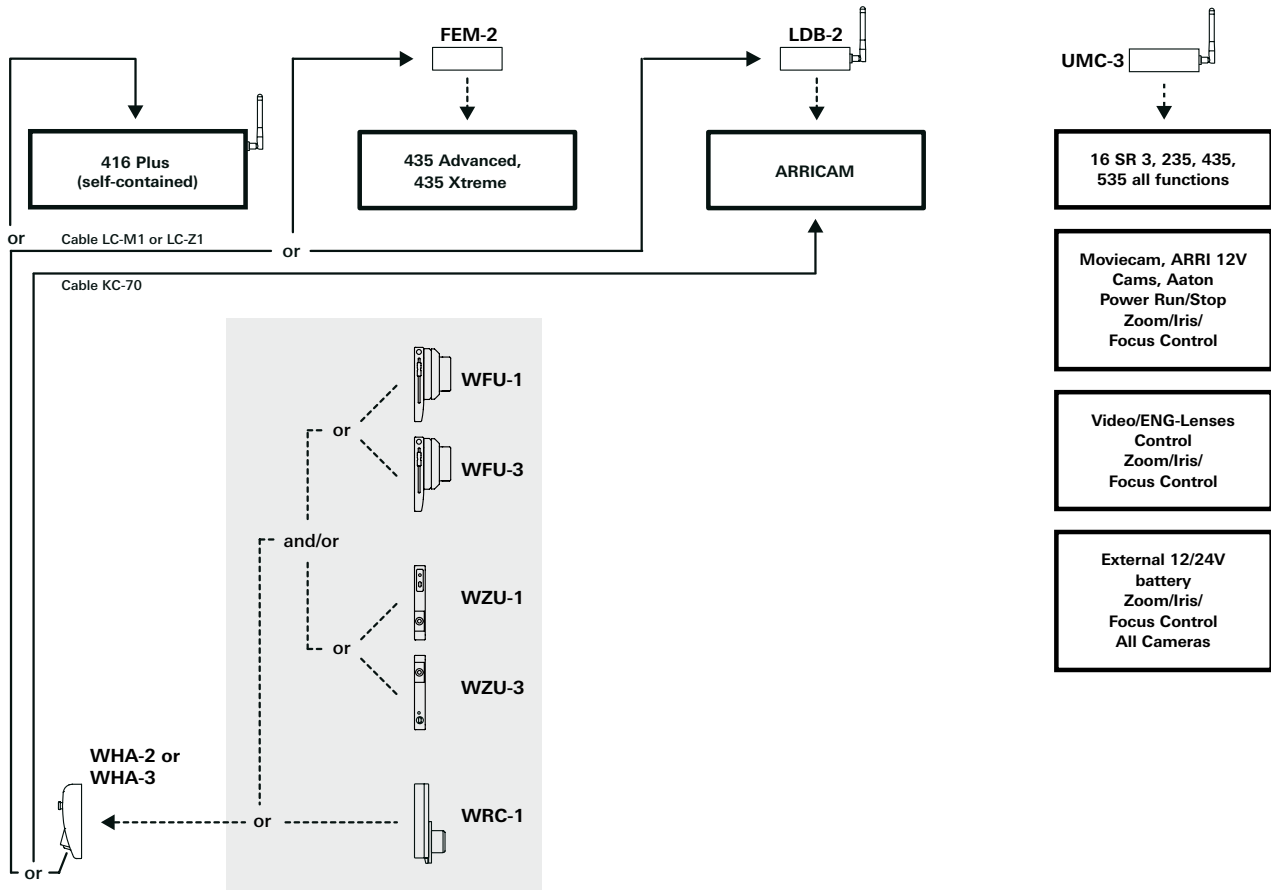 FEM-2
LDB-2
UMC-3
416 Plus
(self-contained)
435 Advanced,
435 Xtreme
ARRICAM
16 SR 3, 235, 435,
535 all functions
or
Cable LC-M1 or LC-Z1
or
Cable KC-70
Moviecam, ARRI 12V
Cams, Aaton
Power Run/Stop
Zoom/Iris/
Focus Control
WFU-1
or
WFU-3
and/or
WZU-1
or
WZU-3
Video/ENG-Lenses
Control
Zoom/Iris/
Focus Control
External 12/24V
battery
Zoom/Iris/
Focus Control
All Cameras
WHA-2 or
WHA-3
or
WRC-1
or